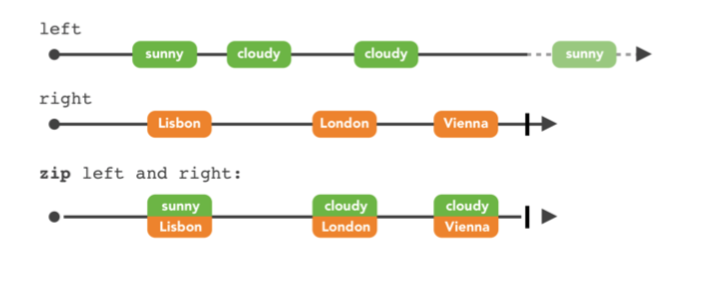 left
sunny cloudy cloudy sunny
right
Lisbon London Vienna
zip left and right:
sunny cloudy cloudy
Lisbon London Vienna